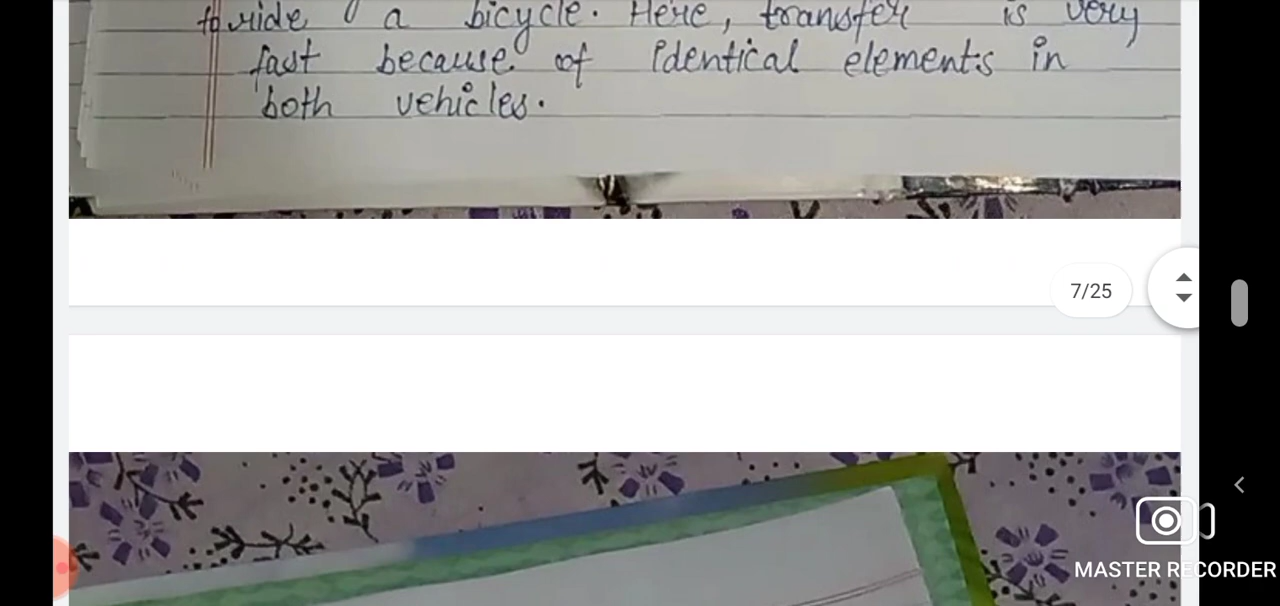 to ride a bicycle. Here, transfer is very
fast because of identical elements in
both vehicles.
7/25
MASTER RECORDER